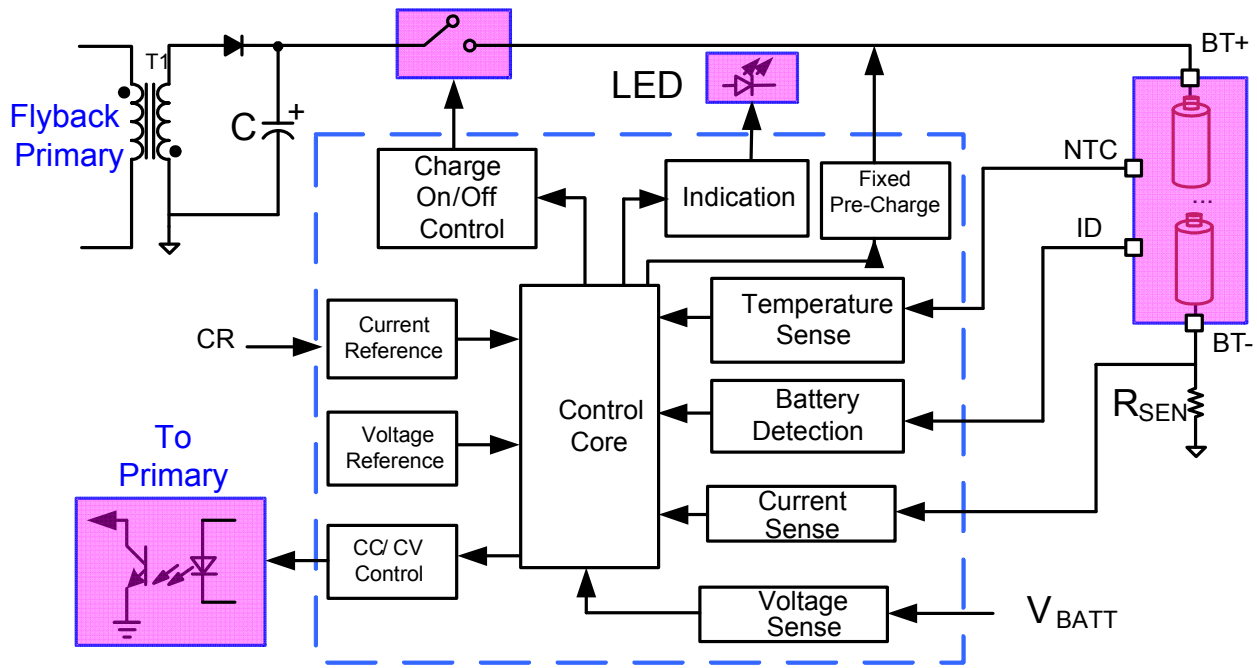 T1
BT+
LED
Flyback
Primary
C
+
Charge
On/Off
Control
Indication
Fixed
Pre-Charge
NTC
...
ID
Temperature
Sense
Current
Reference
CR
BT-
Control
Core
Battery
Detection
RSEN
Voltage
Reference
To
Primary
Current
Sense
CC/ CV
Control
Voltage
Sense
VBATT